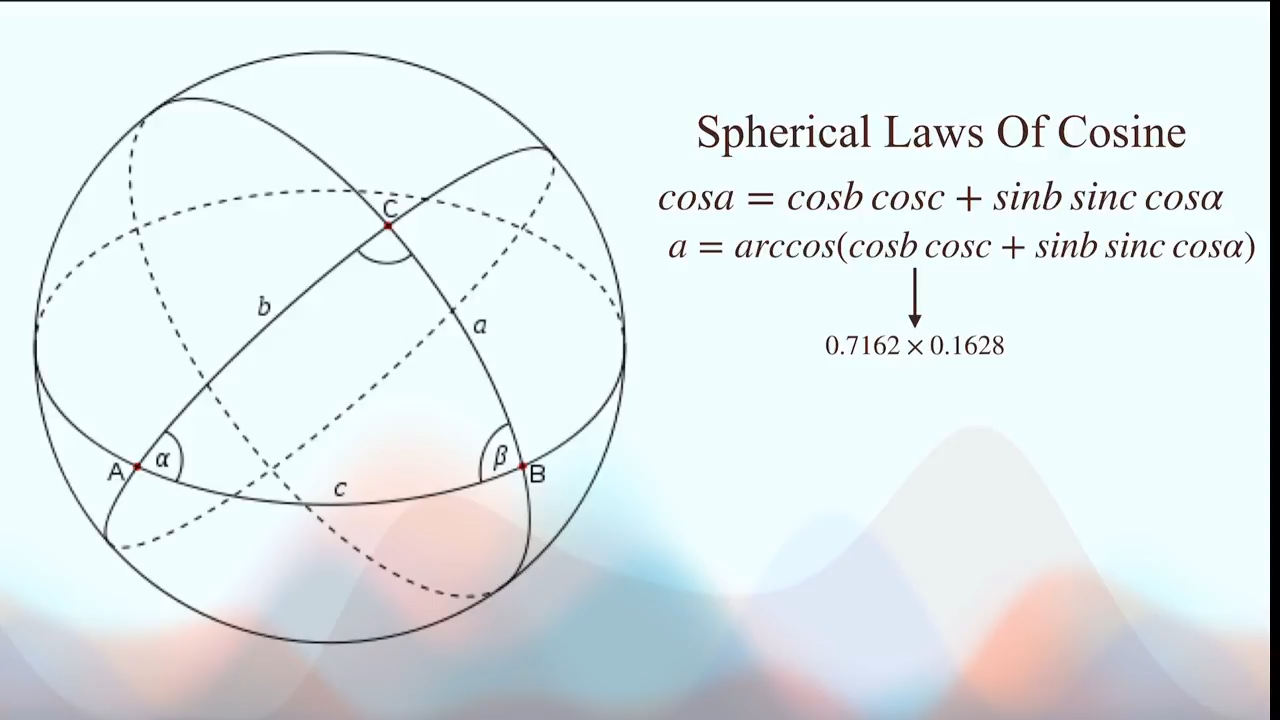 Spherical Laws Of Cosine
cosa = cosb cosc + sinb sinc cosα
a = arccos(cosb cosc + sinb sinc cosα)
0.7162 × 0.1628
C
b
a
A
α
β
B
c